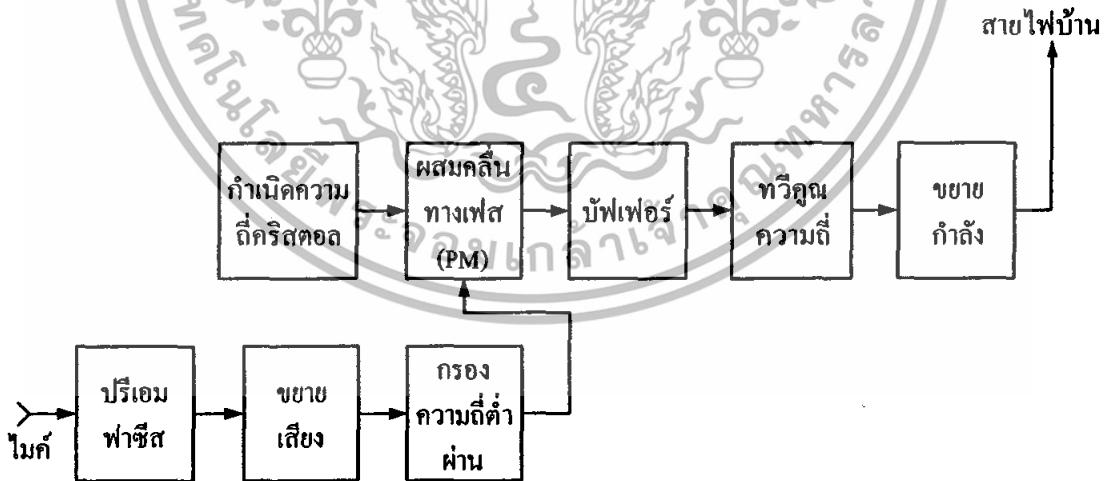 สายไฟบ้าน
กำเนิดความ
ถี่คริสตอล
ผสมคลื่น
ทางเฟส
(PM)
บัฟเฟอร์
ทวีคูณ
ความถี่
ขยาย
กำลัง
ไมค์
ปรีเอม
ฟาซีส
ขยาย
เสียง
กรอง
ความถี่ต่ำ
ผ่าน